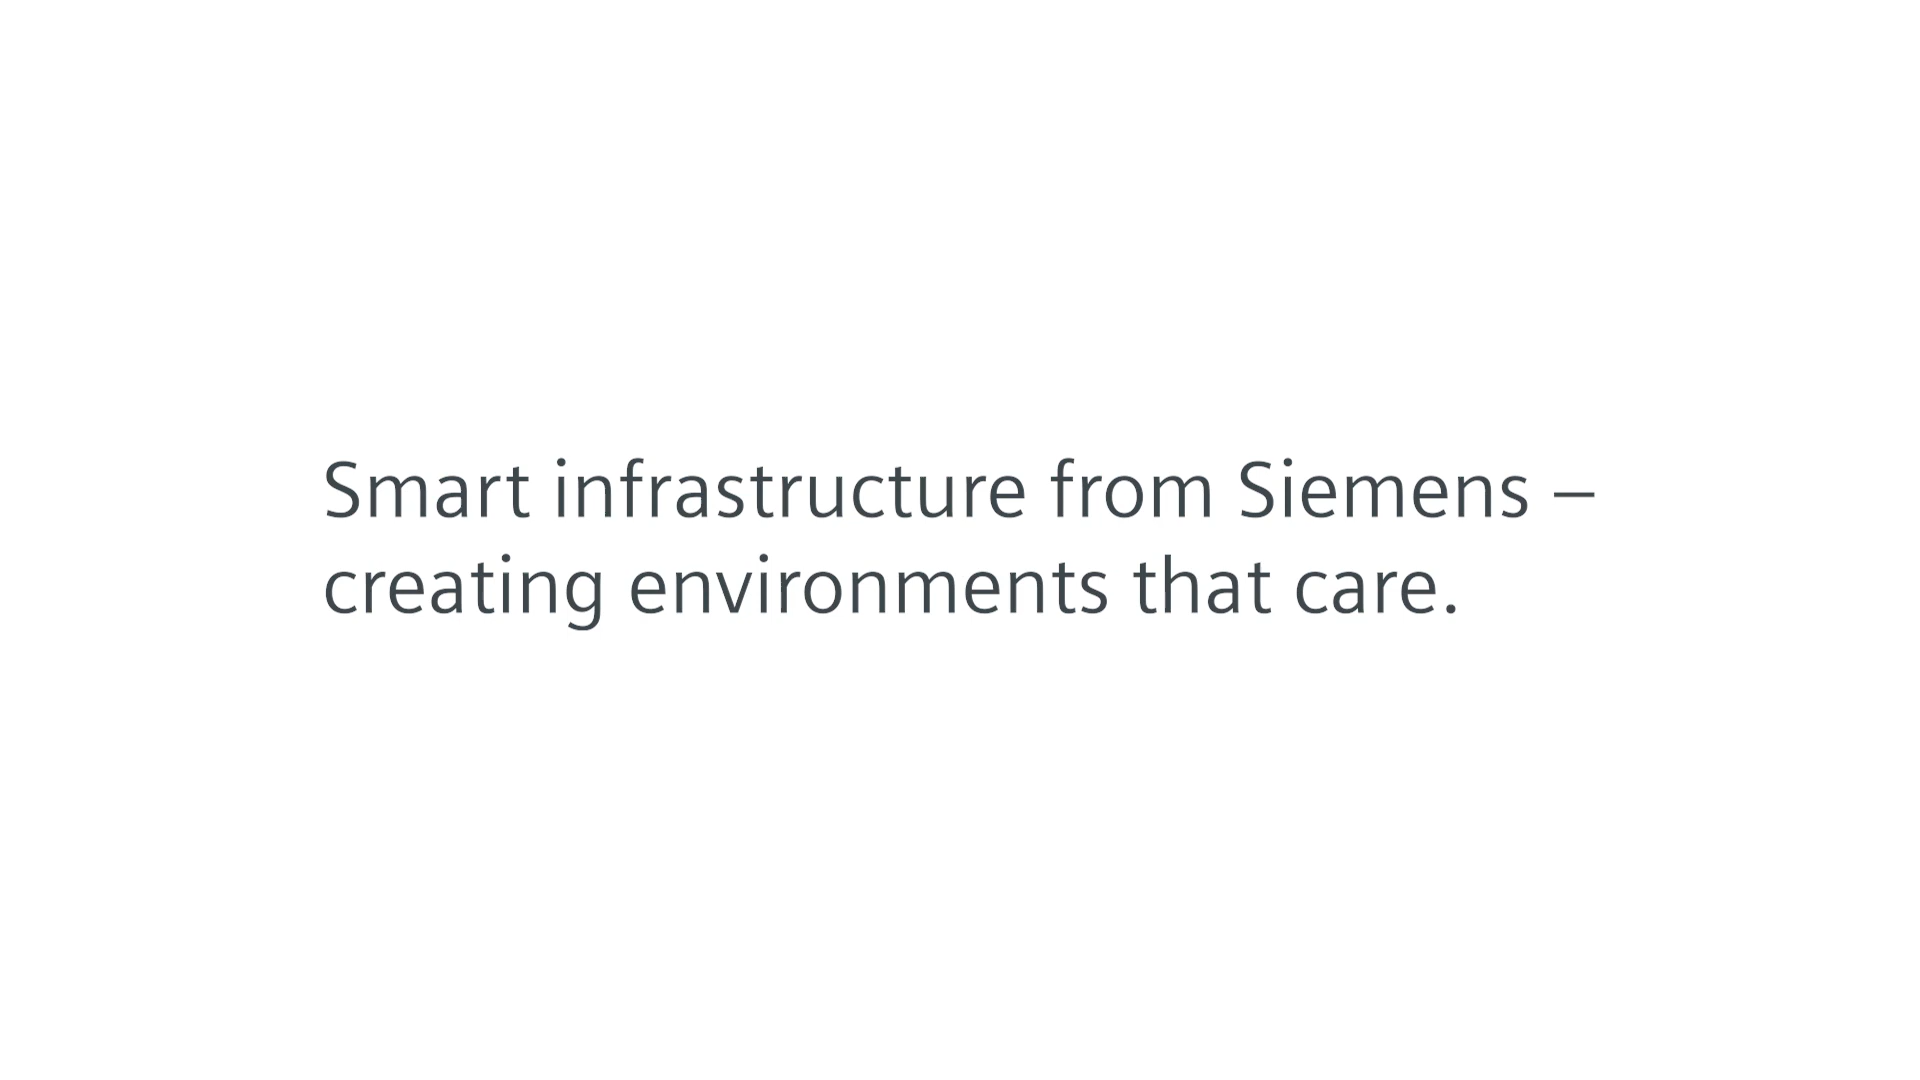 Smart infrastructure from Siemens –
creating environments that care.